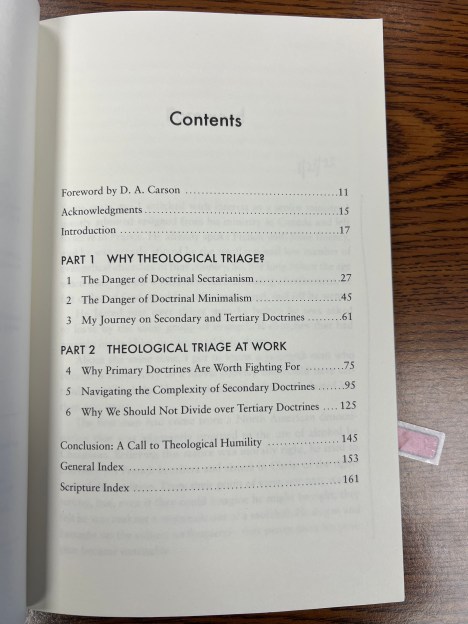 Contents
Foreword by D. A. Carson ....................................11
Acknowledgments.............................................15
Introduction ...................................................17
PART 1 WHY THEOLOGICAL TRIAGE?
1 The Danger of Doctrinal Sectarianism.....................27
2 The Danger of Doctrinal Minimalism ......................45
3 My Journey on Secondary and Tertiary Doctrines .........61
PART 2 THEOLOGICAL TRIAGE AT WORK
4 Why Primary Doctrines Are Worth Fighting For ..........75
5 Navigating the Complexity of Secondary Doctrines .......95
6 Why We Should Not Divide over Tertiary Doctrines .... 125
Conclusion: A Call to Theological Humility .................145
General Index ................................................153
Scripture Index ...............................................161